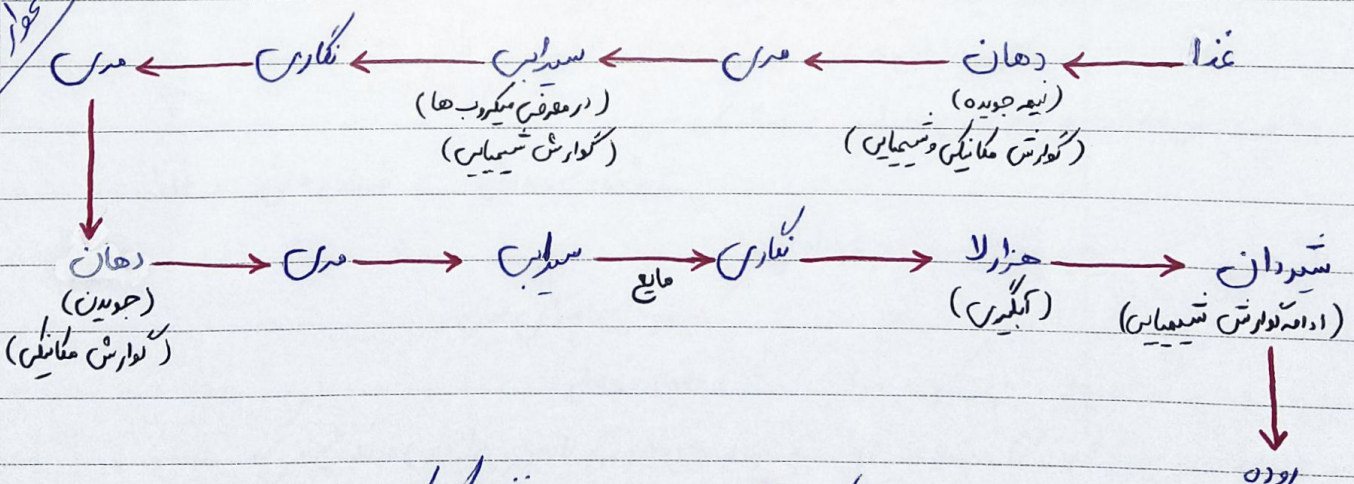 غذا ← دهان ← مری ← سیرابی ← نگاری ← مری
(نیمه جویده) (در معرض میکروب ها)
(گوارش مکانیکی و شیمیایی) (گوارش شیمیایی)
دهان → مری → سیرابی → مایع → نگاری → هزارلا → شیردان
(جویدن) (آبگیری) (ادامه گوارش شیمیایی)
(گوارش مکانیکی)
روده